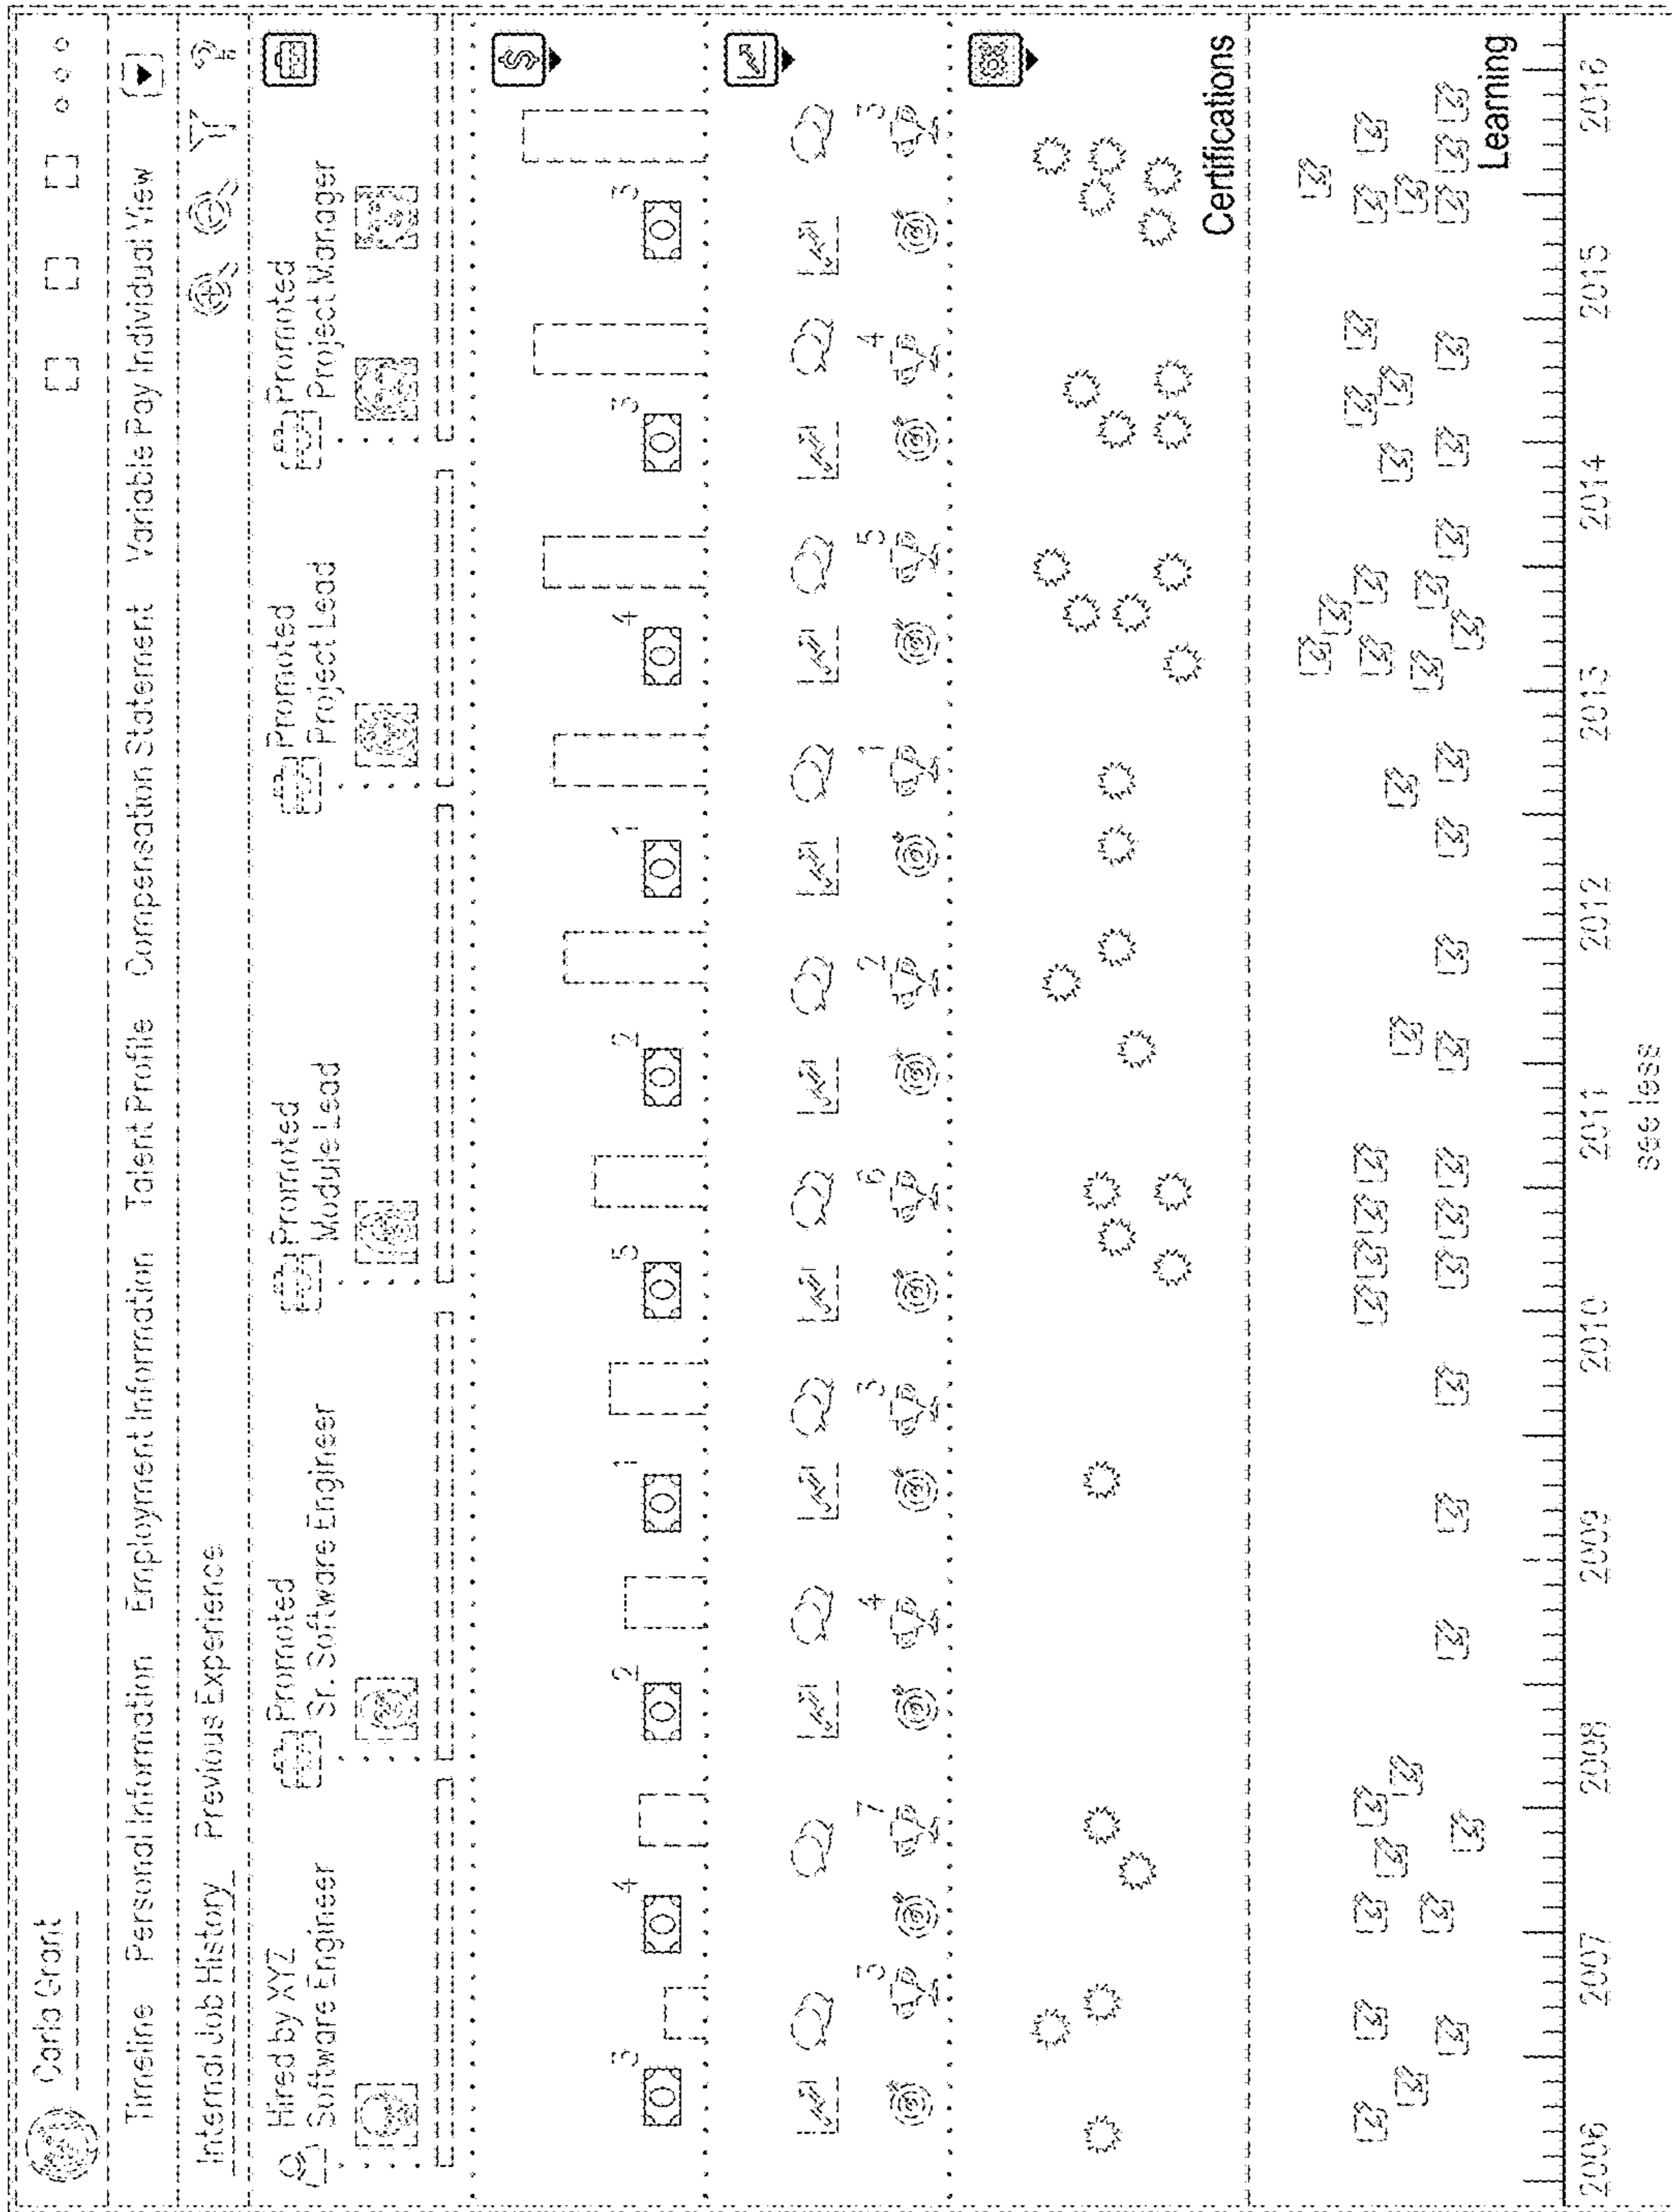 Carla Grant
Timeline Personal Information Employment Information Talent Profile Compensation Statement Variable Pay Individual View
Internal Job History Previous Experience ?
Hired by XYZ Promoted Promoted Promoted Promoted
Software Engineer Sr. Software Engineer Module Lead Project Lead Project Manager
$
3 4 2 1 5 2 1 4 3 3
3 7 4 3 6 2 1 5 4 3
Certifications
Learning
2006 2007 2008 2009 2010 2011 2012 2013 2014 2015 2016
see less